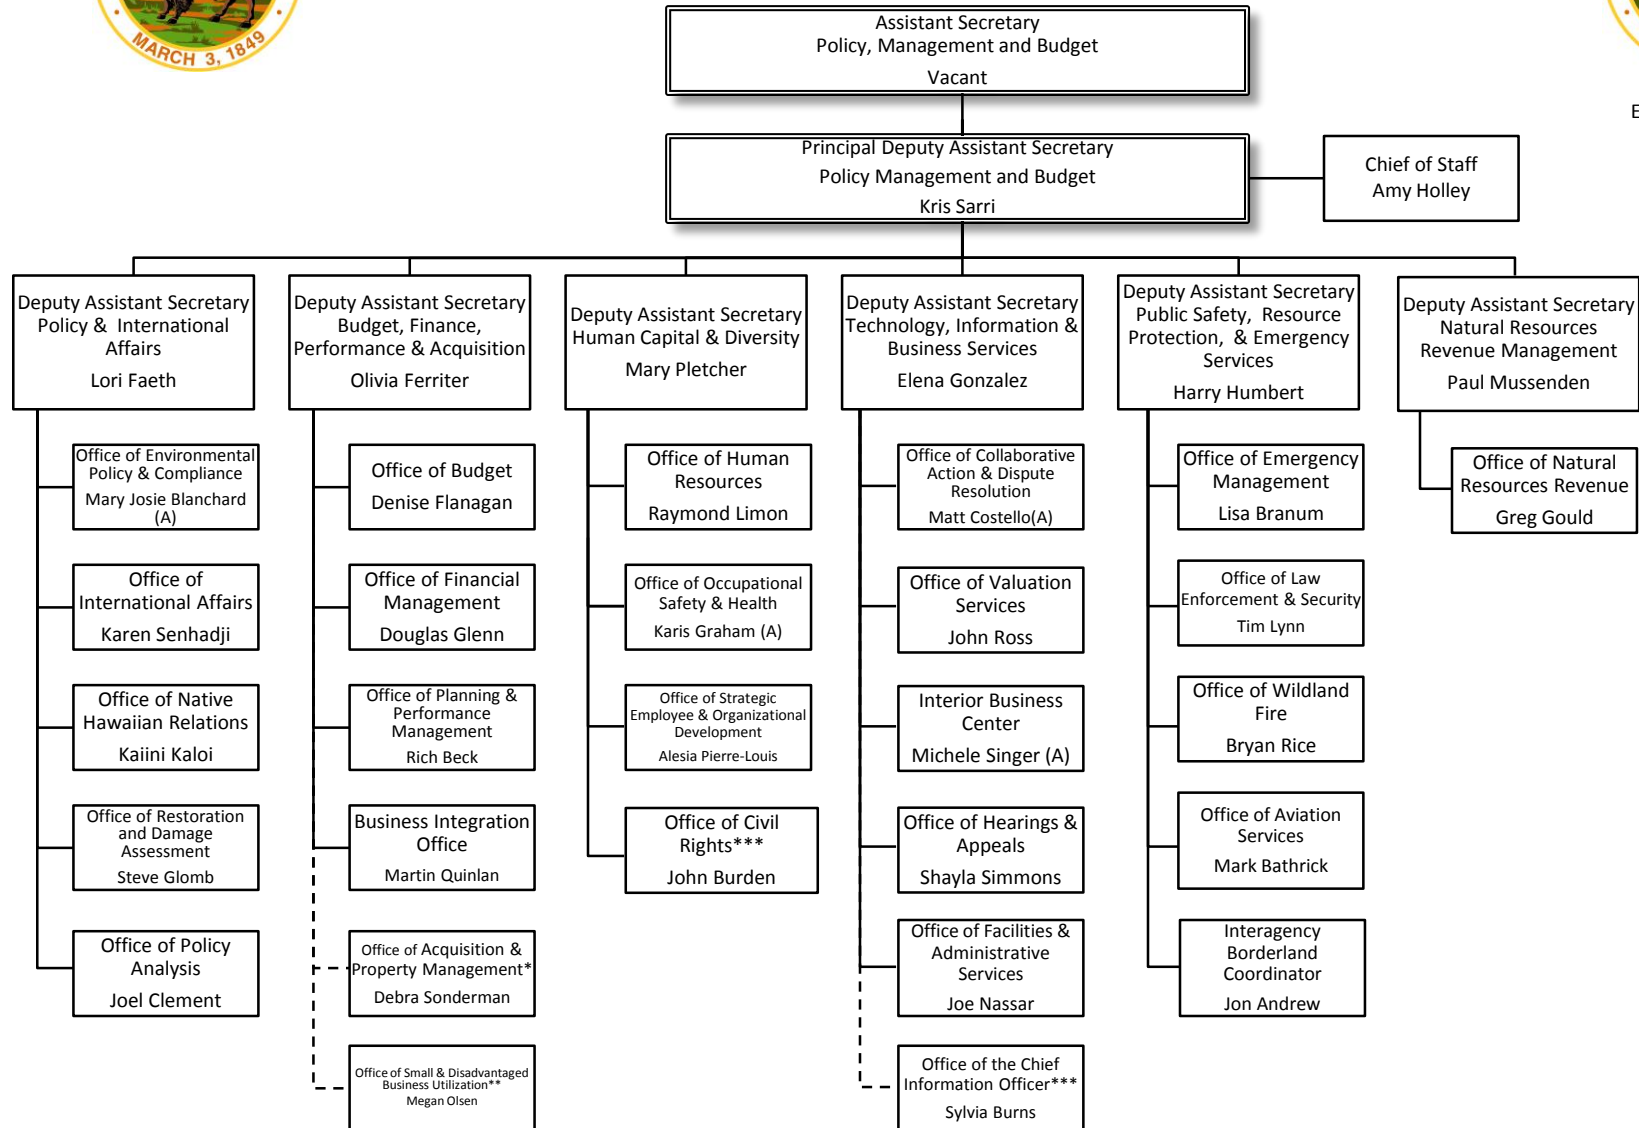 MARCH 3, 1849
Assistant Secretary
Policy, Management and Budget
Vacant
E
Principal Deputy Assistant Secretary
Policy Management and Budget
Kris Sarri
Chief of Staff
Amy Holley
Deputy Assistant Secretary
Policy & International
Affairs
Lori Faeth
Deputy Assistant Secretary
Budget, Finance,
Performance & Acquisition
Olivia Ferriter
Deputy Assistant Secretary
Human Capital & Diversity
Mary Pletcher
Deputy Assistant Secretary
Technology, Information &
Business Services
Elena Gonzalez
Deputy Assistant Secretary
Public Safety, Resource
Protection, & Emergency
Services
Harry Humbert
Deputy Assistant Secretary
Natural Resources
Revenue Management
Paul Mussenden
Office of Environmental
Policy & Compliance
Mary Josie Blanchard
(A)
Office of
International Affairs
Karen Senhadji
Office of Native
Hawaiian Relations
Kaiini Kaloi
Office of Restoration
and Damage
Assessment
Steve Glomb
Office of Policy
Analysis
Joel Clement
Office of Budget
Denise Flanagan
Office of Financial
Management
Douglas Glenn
Office of Planning &
Performance
Management
Rich Beck
Business Integration
Office
Martin Quinlan
Office of Acquisition &
Property Management*
Debra Sonderman
Office of Small & Disadvantaged
Business Utilization**
Megan Olsen
Office of Human
Resources
Raymond Limon
Office of Occupational
Safety & Health
Karis Graham (A)
Office of Strategic
Employee & Organizational
Development
Alesia Pierre-Louis
Office of Civil
Rights***
John Burden
Office of Collaborative
Action & Dispute
Resolution
Matt Costello(A)
Office of Valuation
Services
John Ross
Interior Business
Center
Michele Singer (A)
Office of Hearings &
Appeals
Shayla Simmons
Office of Facilities &
Administrative
Services
Joe Nassar
Office of the Chief
Information Officer***
Sylvia Burns
Office of Emergency
Management
Lisa Branum
Office of Law
Enforcement & Security
Tim Lynn
Office of Wildland
Fire
Bryan Rice
Office of Aviation
Services
Mark Bathrick
Interagency
Borderland
Coordinator
Jon Andrew
Office of Natural
Resources Revenue
Greg Gould